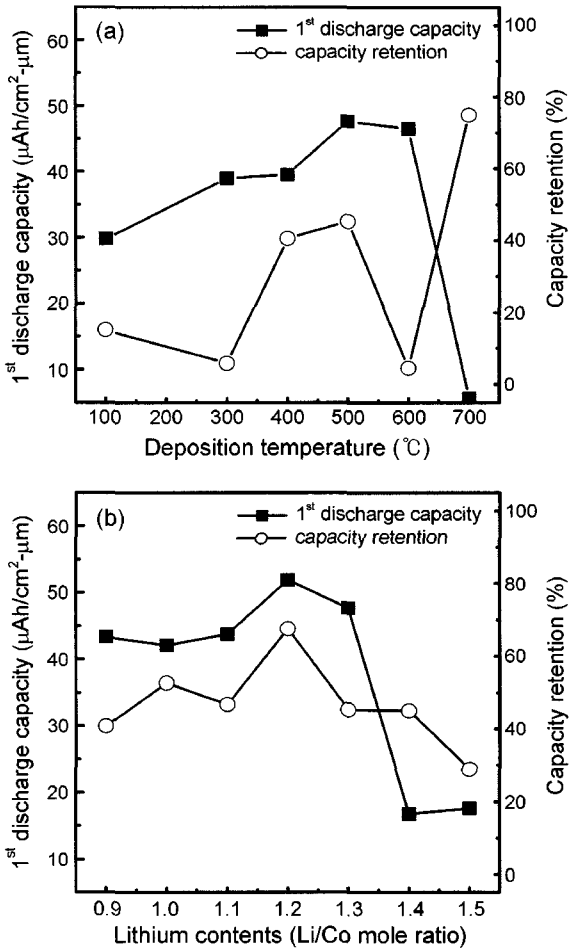 (a)
1st discharge capacity
capacity retention
60
50
40
30
20
10
1st discharge capacity (μAh/cm²-μm)
100
80
60
40
20
0
Capacity retention (%)
100 200 300 400 500 600 700
Deposition temperature (℃)
(b)
1st discharge capacity
capacity retention
60
50
40
30
20
10
1st discharge capacity (μAh/cm²-μm)
100
80
60
40
20
0
Capacity retention (%)
0.9 1.0 1.1 1.2 1.3 1.4 1.5
Lithium contents (Li/Co mole ratio)